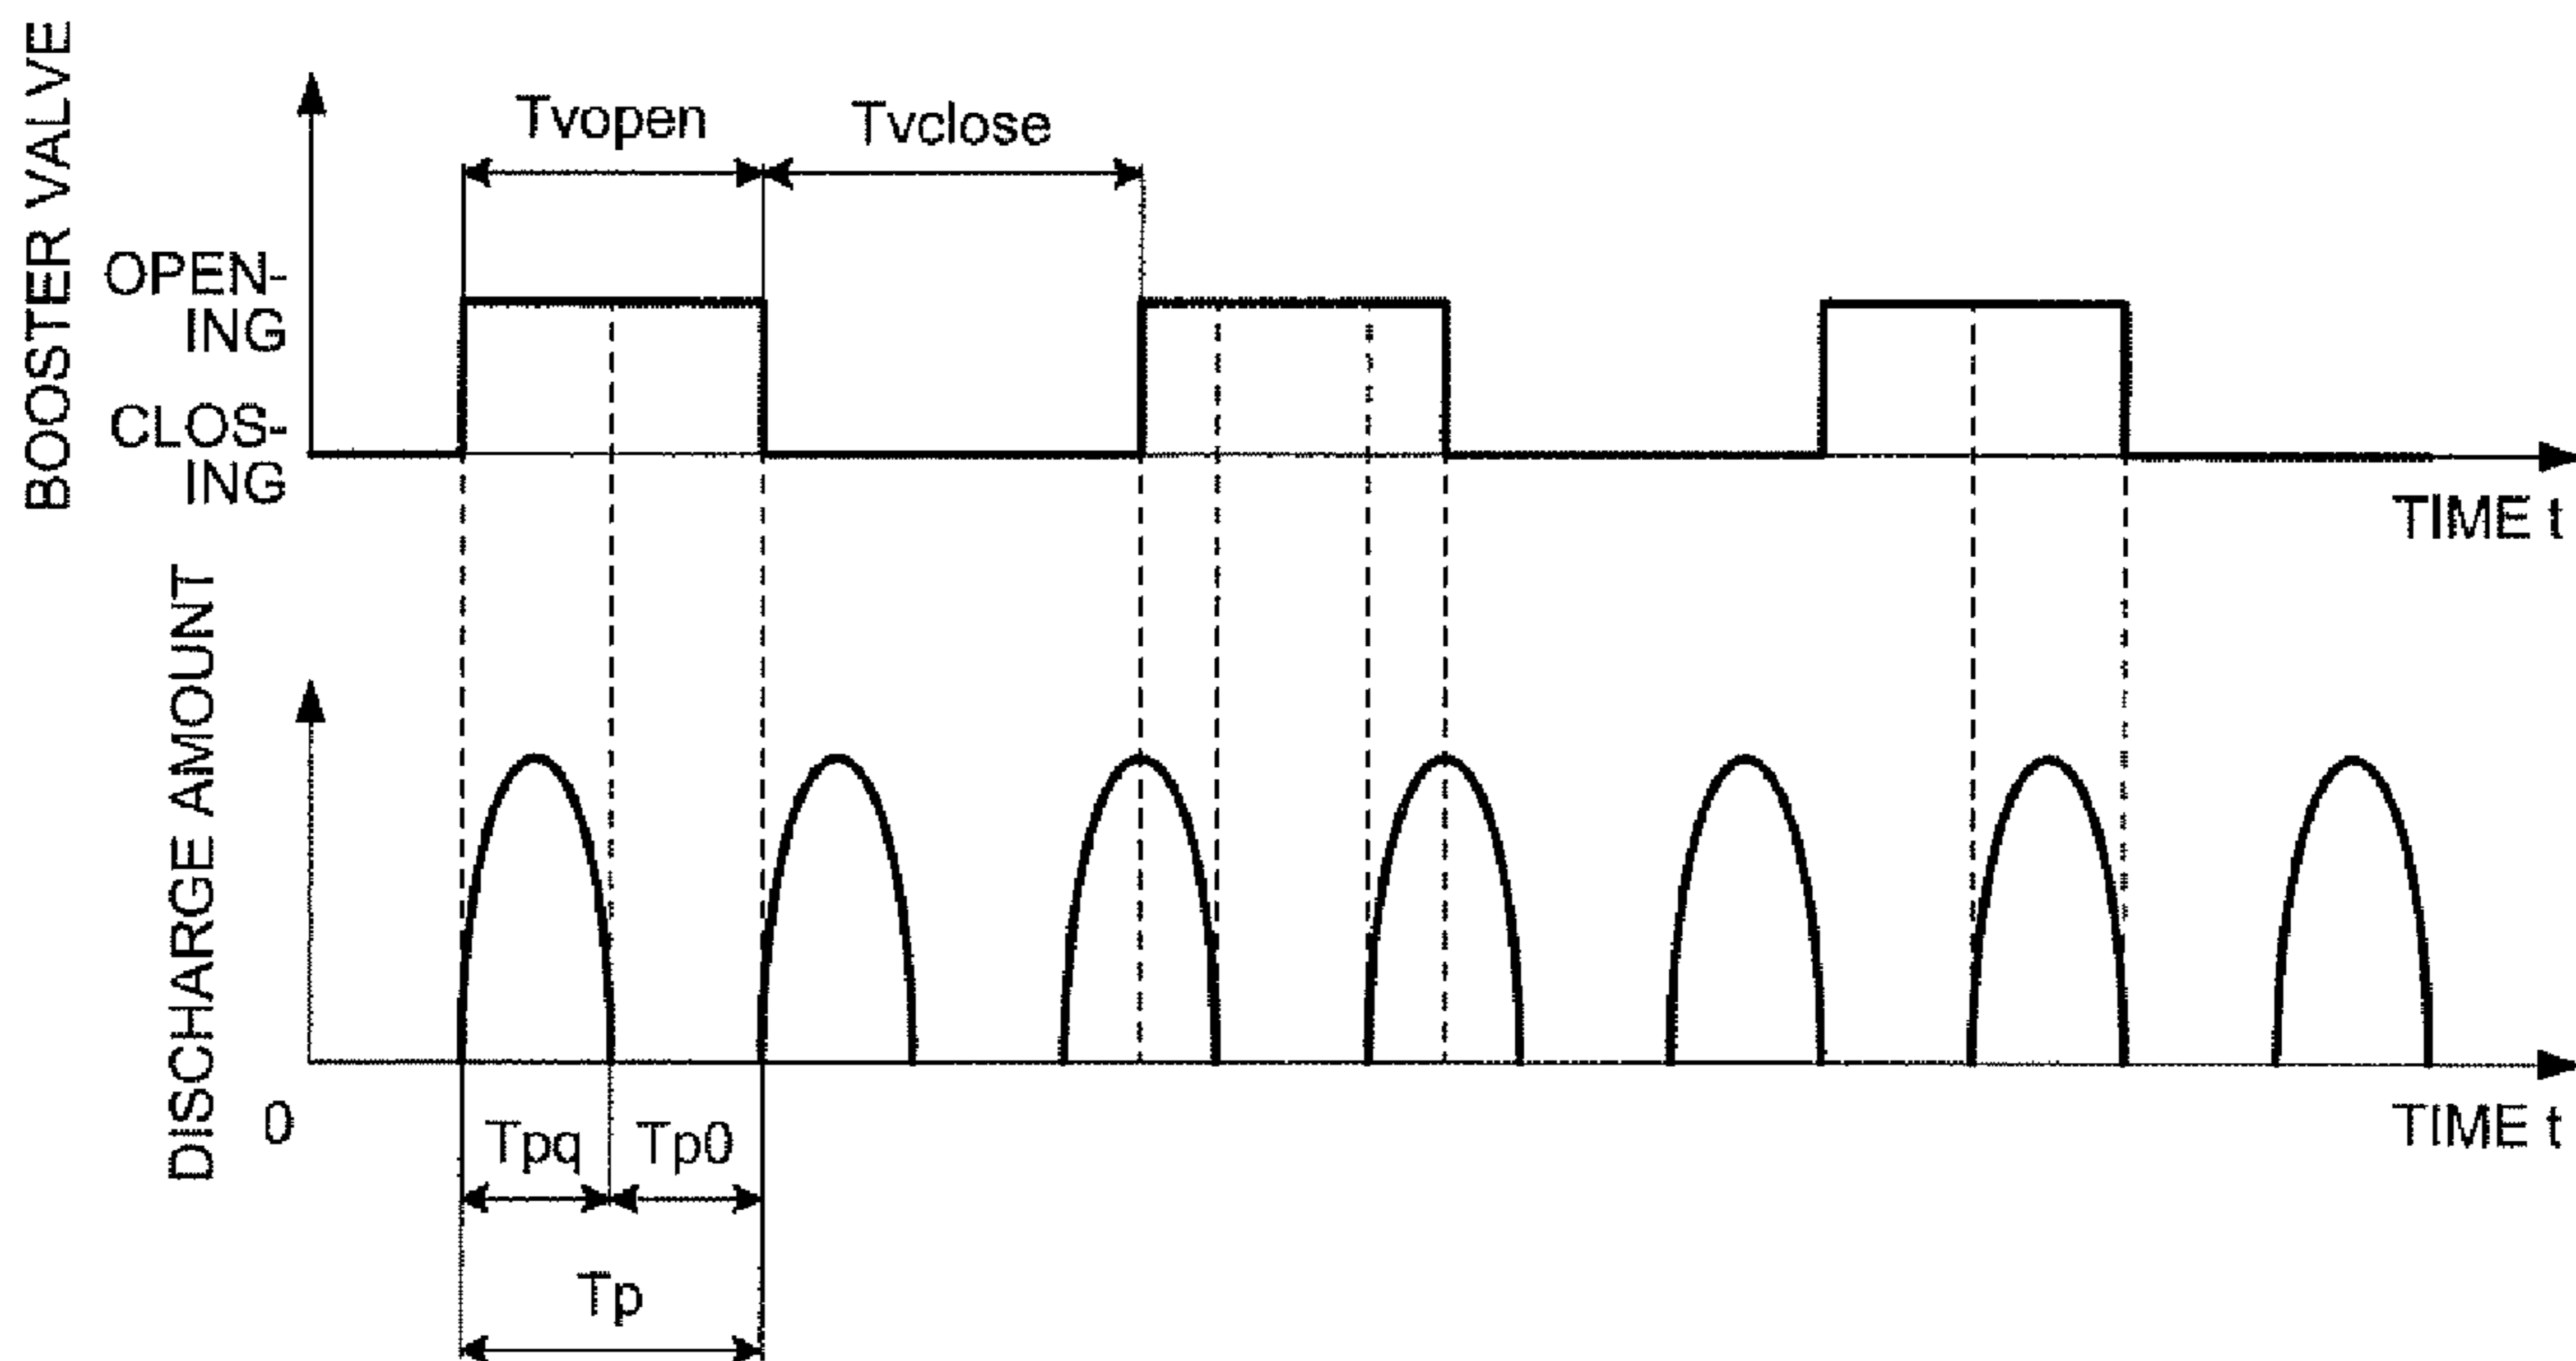 BOOSTER VALVE
Tvopen
Tvclose
OPEN-
ING
CLOS-
ING
TIME t
DISCHARGE AMOUNT
0
TIME t
Tpq
Tp0
Tp